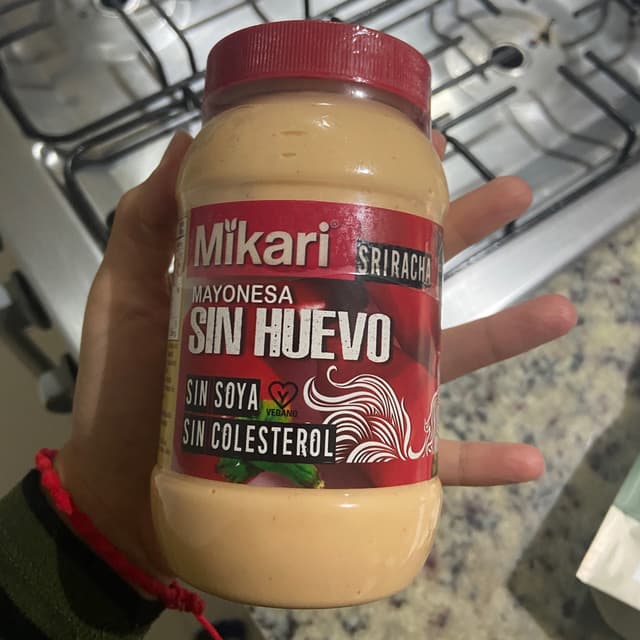 Mikari
SRIRACHA
MAYONESA
SIN HUEVO
SIN SOYA
VEGANO
SIN COLESTEROL